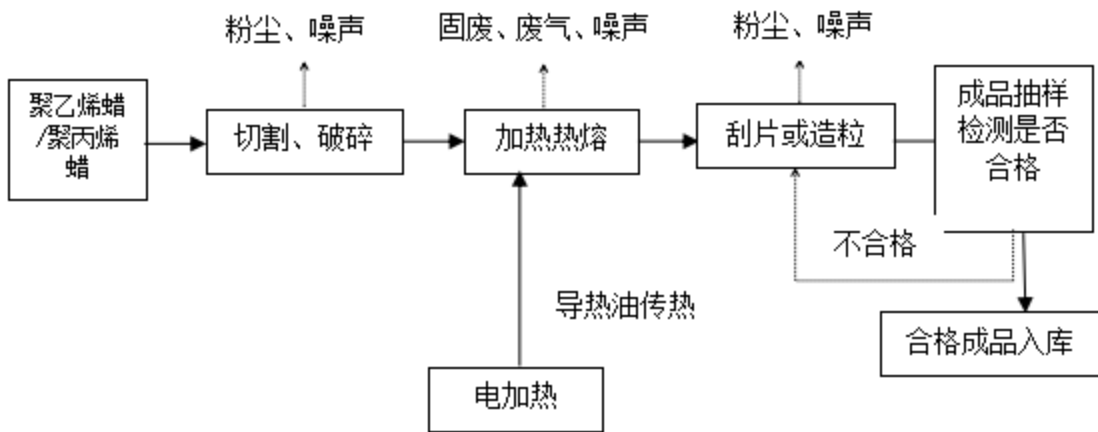 粉尘、噪声
固废、废气、噪声
粉尘、噪声
聚乙烯蜡
/聚丙烯
蜡
切割、破碎
加热热熔
刮片或造粒
成品抽样
检测是否
合格
不合格
导热油传热
合格成品入库
电加热